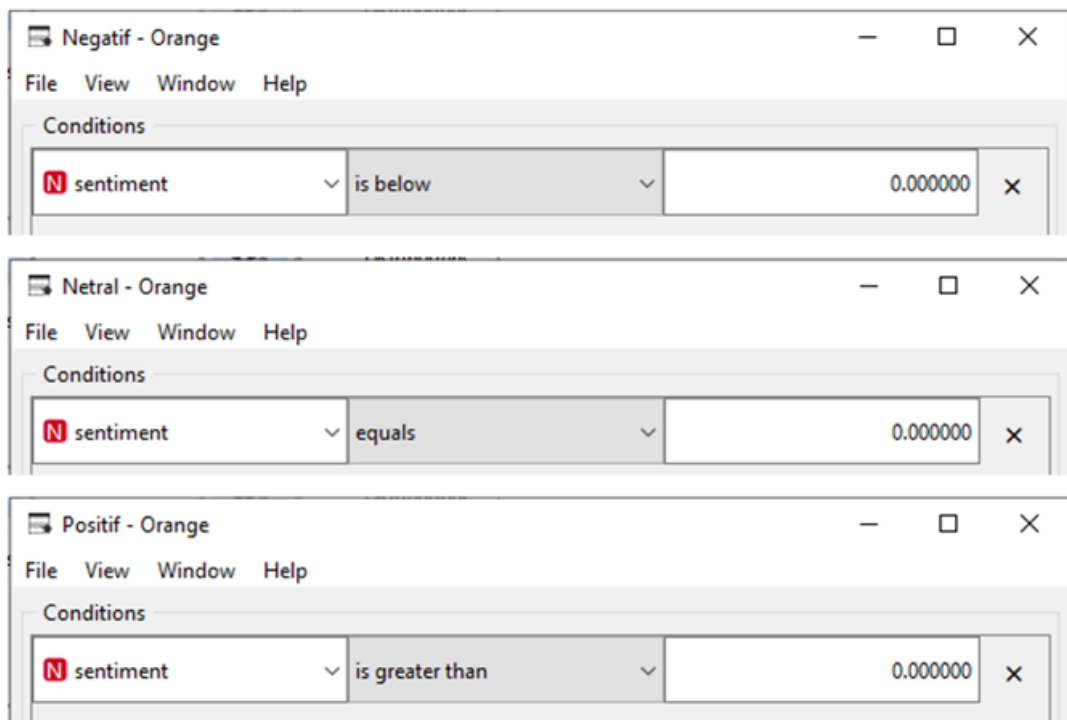 Negatif - Orange
File View Window Help
Conditions
N sentiment is below 0.000000
Netral - Orange
File View Window Help
Conditions
N sentiment equals 0.000000
Positif - Orange
File View Window Help
Conditions
N sentiment is greater than 0.000000